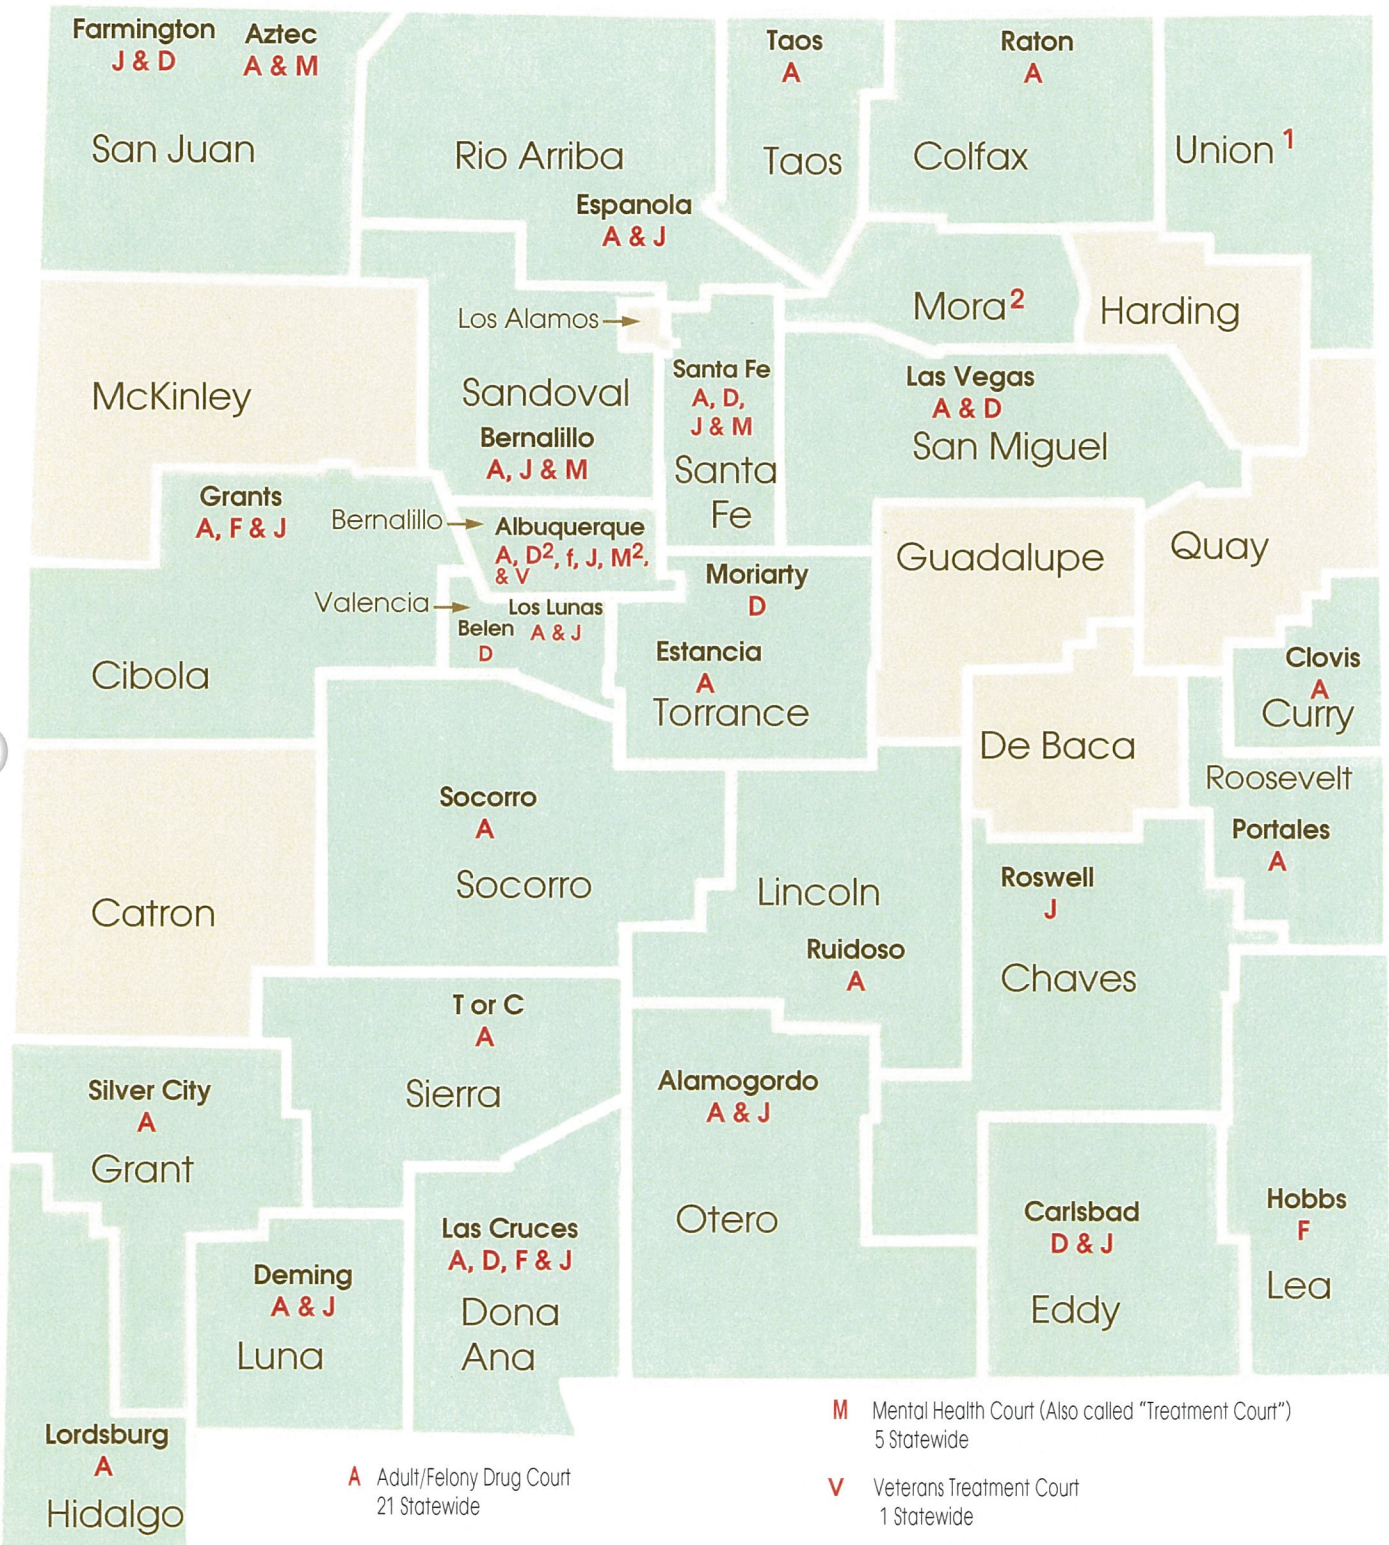 Farmington
J & D
Aztec
A & M
San Juan
Rio Arriba
Espanola
A & J
Taos
A
Taos
Raton
A
Colfax
Union 1
Mora 2
Harding
Los Alamos
McKinley
Sandoval
Bernalillo
A, J & M
Santa Fe
A, D,
J & M
Santa
Fe
Las Vegas
A & D
San Miguel
Grants
A, F & J
Bernalillo
Albuquerque
A, D2, f, J, M2,
& V
Guadalupe
Quay
Valencia
Los Lunas
A & J
Belen
D
Moriarty
D
Estancia
A
Torrance
Cibola
Clovis
A
Curry
De Baca
Roosevelt
Portales
A
Socorro
A
Socorro
Lincoln
Ruidoso
A
Roswell
J
Chaves
Catron
T or C
A
Sierra
Silver City
A
Grant
Alamogordo
A & J
Otero
Carlsbad
D & J
Eddy
Hobbs
F
Lea
Las Cruces
A, D, F & J
Dona
Ana
Deming
A & J
Luna
Lordsburg
A
Hidalgo
A Adult/Felony Drug Court
21 Statewide
M Mental Health Court (Also called "Treatment Court")
5 Statewide
V Veterans Treatment Court
1 Statewide